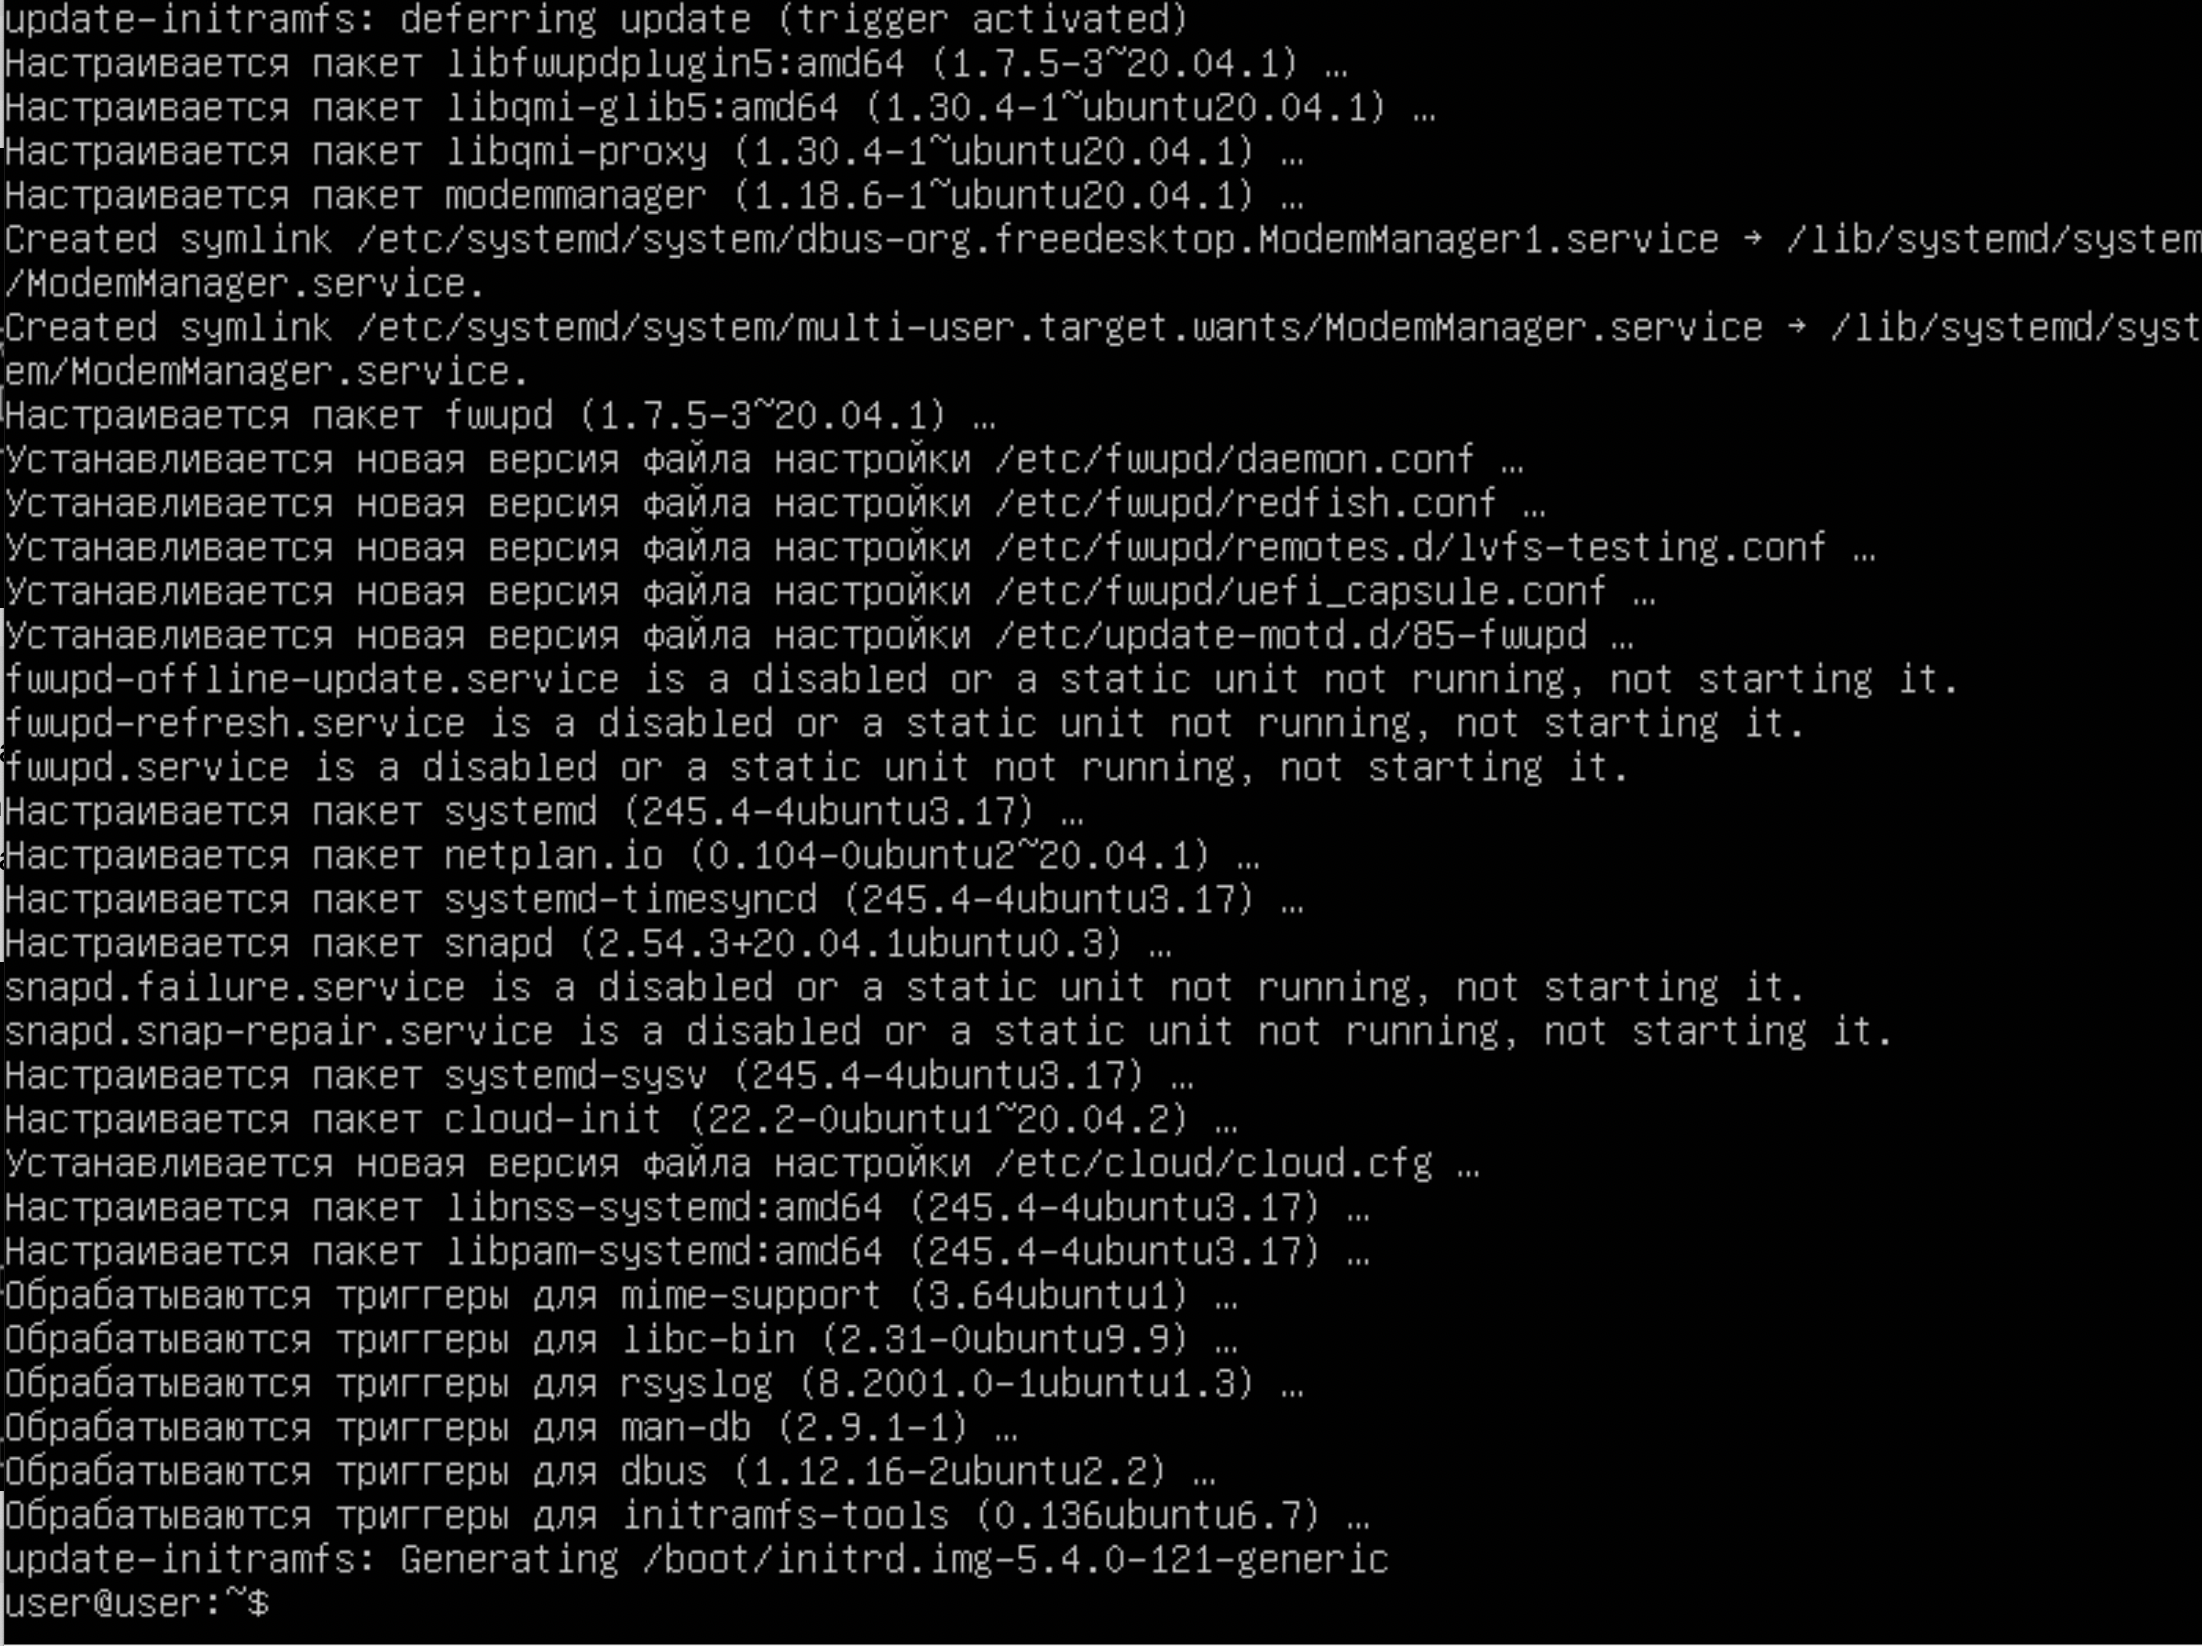 update-initramfs: deferring update (trigger activated)
Настраивается пакет libfwupdplugin5:amd64 (1.7.5-3~20.04.1) …
Настраивается пакет libqmi-glib5:amd64 (1.30.4-1~ubuntu20.04.1) …
Настраивается пакет libqmi-proxy (1.30.4-1~ubuntu20.04.1) …
Настраивается пакет modemmanager (1.18.6-1~ubuntu20.04.1) …
Created symlink /etc/systemd/system/dbus-org.freedesktop.ModemManager1.service → /lib/systemd/system
/ModemManager.service.
Created symlink /etc/systemd/system/multi-user.target.wants/ModemManager.service → /lib/systemd/syst
em/ModemManager.service.
Настраивается пакет fwupd (1.7.5-3~20.04.1) …
Устанавливается новая версия файла настройки /etc/fwupd/daemon.conf …
Устанавливается новая версия файла настройки /etc/fwupd/redfish.conf …
Устанавливается новая версия файла настройки /etc/fwupd/remotes.d/lvfs-testing.conf …
Устанавливается новая версия файла настройки /etc/fwupd/uefi_capsule.conf …
Устанавливается новая версия файла настройки /etc/update-motd.d/85-fwupd …
fwupd-offline-update.service is a disabled or a static unit not running, not starting it.
fwupd-refresh.service is a disabled or a static unit not running, not starting it.
fwupd.service is a disabled or a static unit not running, not starting it.
Настраивается пакет systemd (245.4-4ubuntu3.17) …
Настраивается пакет netplan.io (0.104-0ubuntu2~20.04.1) …
Настраивается пакет systemd-timesyncd (245.4-4ubuntu3.17) …
Настраивается пакет snapd (2.54.3+20.04.1ubuntu0.3) …
snapd.failure.service is a disabled or a static unit not running, not starting it.
snapd.snap-repair.service is a disabled or a static unit not running, not starting it.
Настраивается пакет systemd-sysv (245.4-4ubuntu3.17) …
Настраивается пакет cloud-init (22.2-0ubuntu1~20.04.2) …
Устанавливается новая версия файла настройки /etc/cloud/cloud.cfg …
Настраивается пакет libnss-systemd:amd64 (245.4-4ubuntu3.17) …
Настраивается пакет libpam-systemd:amd64 (245.4-4ubuntu3.17) …
Обрабатываются триггеры для mime-support (3.64ubuntu1) …
Обрабатываются триггеры для libc-bin (2.31-0ubuntu9.9) …
Обрабатываются триггеры для rsyslog (8.2001.0-1ubuntu1.3) …
Обрабатываются триггеры для man-db (2.9.1-1) …
Обрабатываются триггеры для dbus (1.12.16-2ubuntu2.2) …
Обрабатываются триггеры для initramfs-tools (0.136ubuntu6.7) …
update-initramfs: Generating /boot/initrd.img-5.4.0-121-generic
user@user:~$